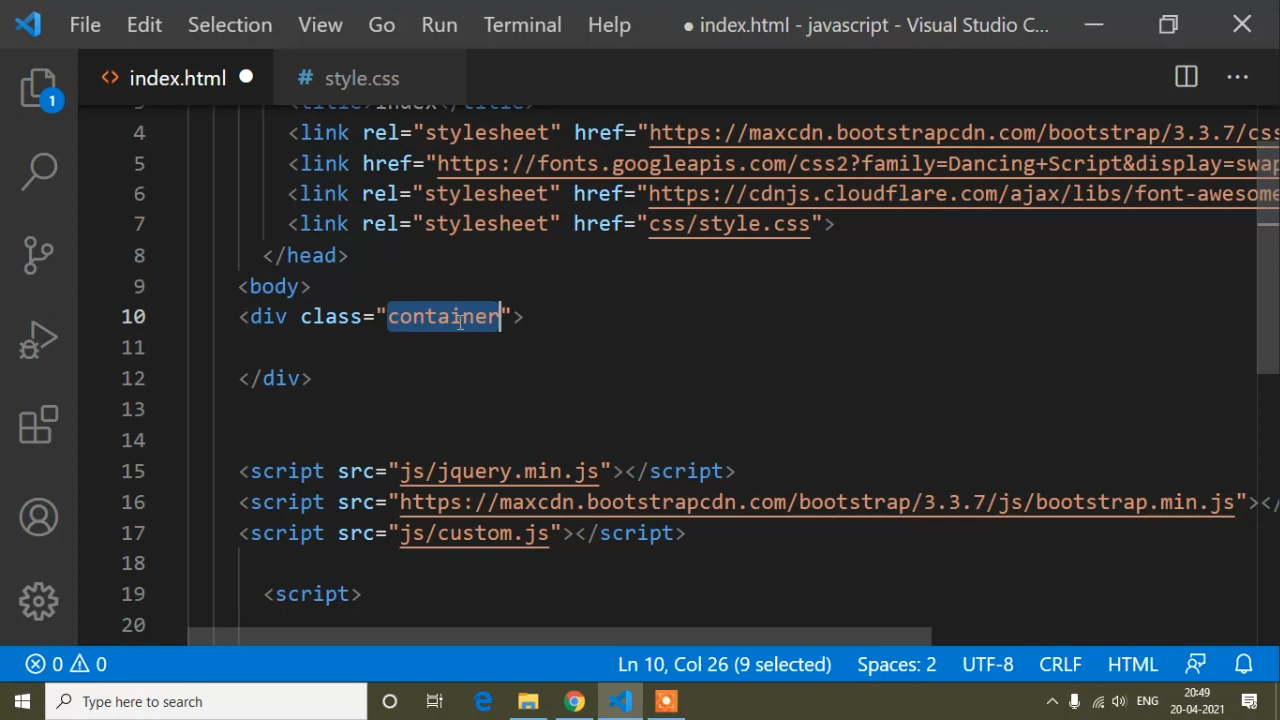 File Edit Selection View Go Run Terminal Help ● index.html - javascript - Visual Studio C...
index.html ● # style.css
1
<title>Index</title>
4 <link rel="stylesheet" href="https://maxcdn.bootstrapcdn.com/bootstrap/3.3.7/css
5 <link href="https://fonts.googleapis.com/css2?family=Dancing+Script&display=swap
6 <link rel="stylesheet" href="https://cdnjs.cloudflare.com/ajax/libs/font-awesome
7 <link rel="stylesheet" href="css/style.css">
8 </head>
9 <body>
10 <div class="container">
11
12 </div>
13
14
15 <script src="js/jquery.min.js"></script>
16 <script src="https://maxcdn.bootstrapcdn.com/bootstrap/3.3.7/js/bootstrap.min.js"></
17 <script src="js/custom.js"></script>
18
19 <script>
20
0 0 Ln 10, Col 26 (9 selected) Spaces: 2 UTF-8 CRLF HTML
Type here to search ENG 20:49
20-04-2021